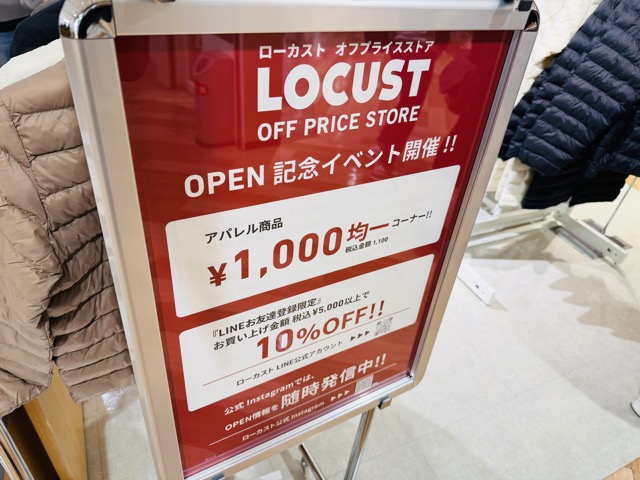 ローカスト オフプライスストア
LOCUST
OFF PRICE STORE
OPEN 記念イベント開催!!
アパレル商品
¥1,000均一コーナー!!
税込金額 1,100
『LINEお友達登録限定』
お買い上げ金額 税込¥5,000以上で
10%OFF!!
ローカスト LINE公式アカウント ▶▶▶
公式 Instagramでは、
OPEN情報を随時発信中!!
ローカスト公式 Instagram ▶▶▶